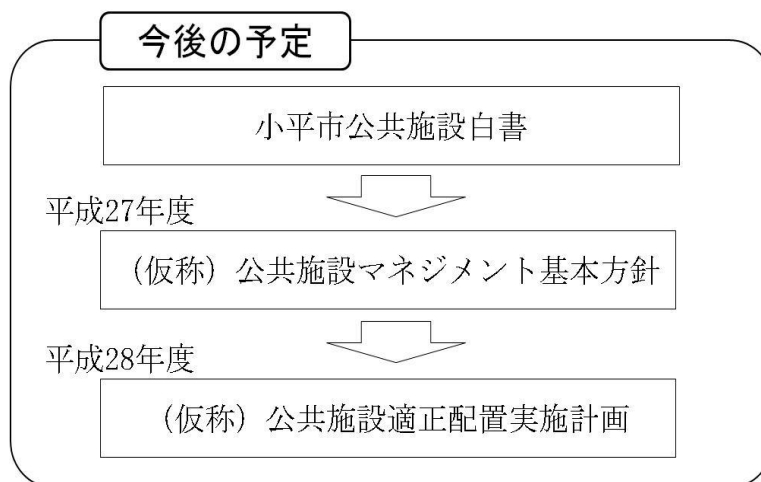 今後の予定
小平市公共施設白書
平成27年度
（仮称）公共施設マネジメント基本方針
平成28年度
（仮称）公共施設適正配置実施計画